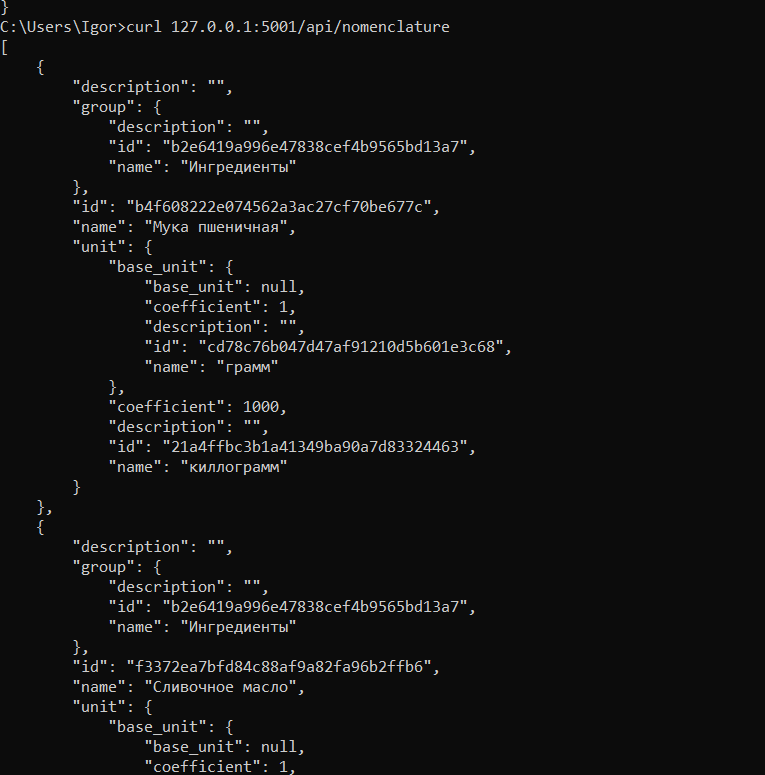 }
C:\Users\Igor>curl 127.0.0.1:5001/api/nomenclature
[
    {
        "description": "",
        "group": {
            "description": "",
            "id": "b2e6419a996e47838cef4b9565bd13a7",
            "name": "Ингредиенты"
        },
        "id": "b4f608222e074562a3ac27cf70be677c",
        "name": "Мука пшеничная",
        "unit": {
            "base_unit": {
                "base_unit": null,
                "coefficient": 1,
                "description": "",
                "id": "cd78c76b047d47af91210d5b601e3c68",
                "name": "грамм"
            },
            "coefficient": 1000,
            "description": "",
            "id": "21a4ffbc3b1a41349ba90a7d83324463",
            "name": "киллограмм"
        }
    },
    {
        "description": "",
        "group": {
            "description": "",
            "id": "b2e6419a996e47838cef4b9565bd13a7",
            "name": "Ингредиенты"
        },
        "id": "f3372ea7bfd84c88af9a82fa96b2ffb6",
        "name": "Сливочное масло",
        "unit": {
            "base_unit": {
                "base_unit": null,
                "coefficient": 1,